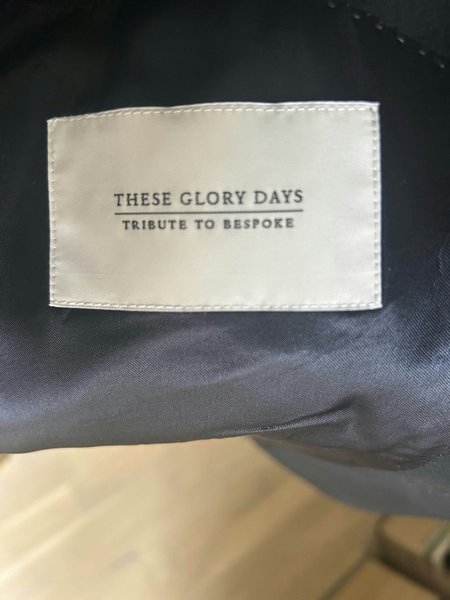 THESE GLORY DAYS
TRIBUTE TO BESPOKE